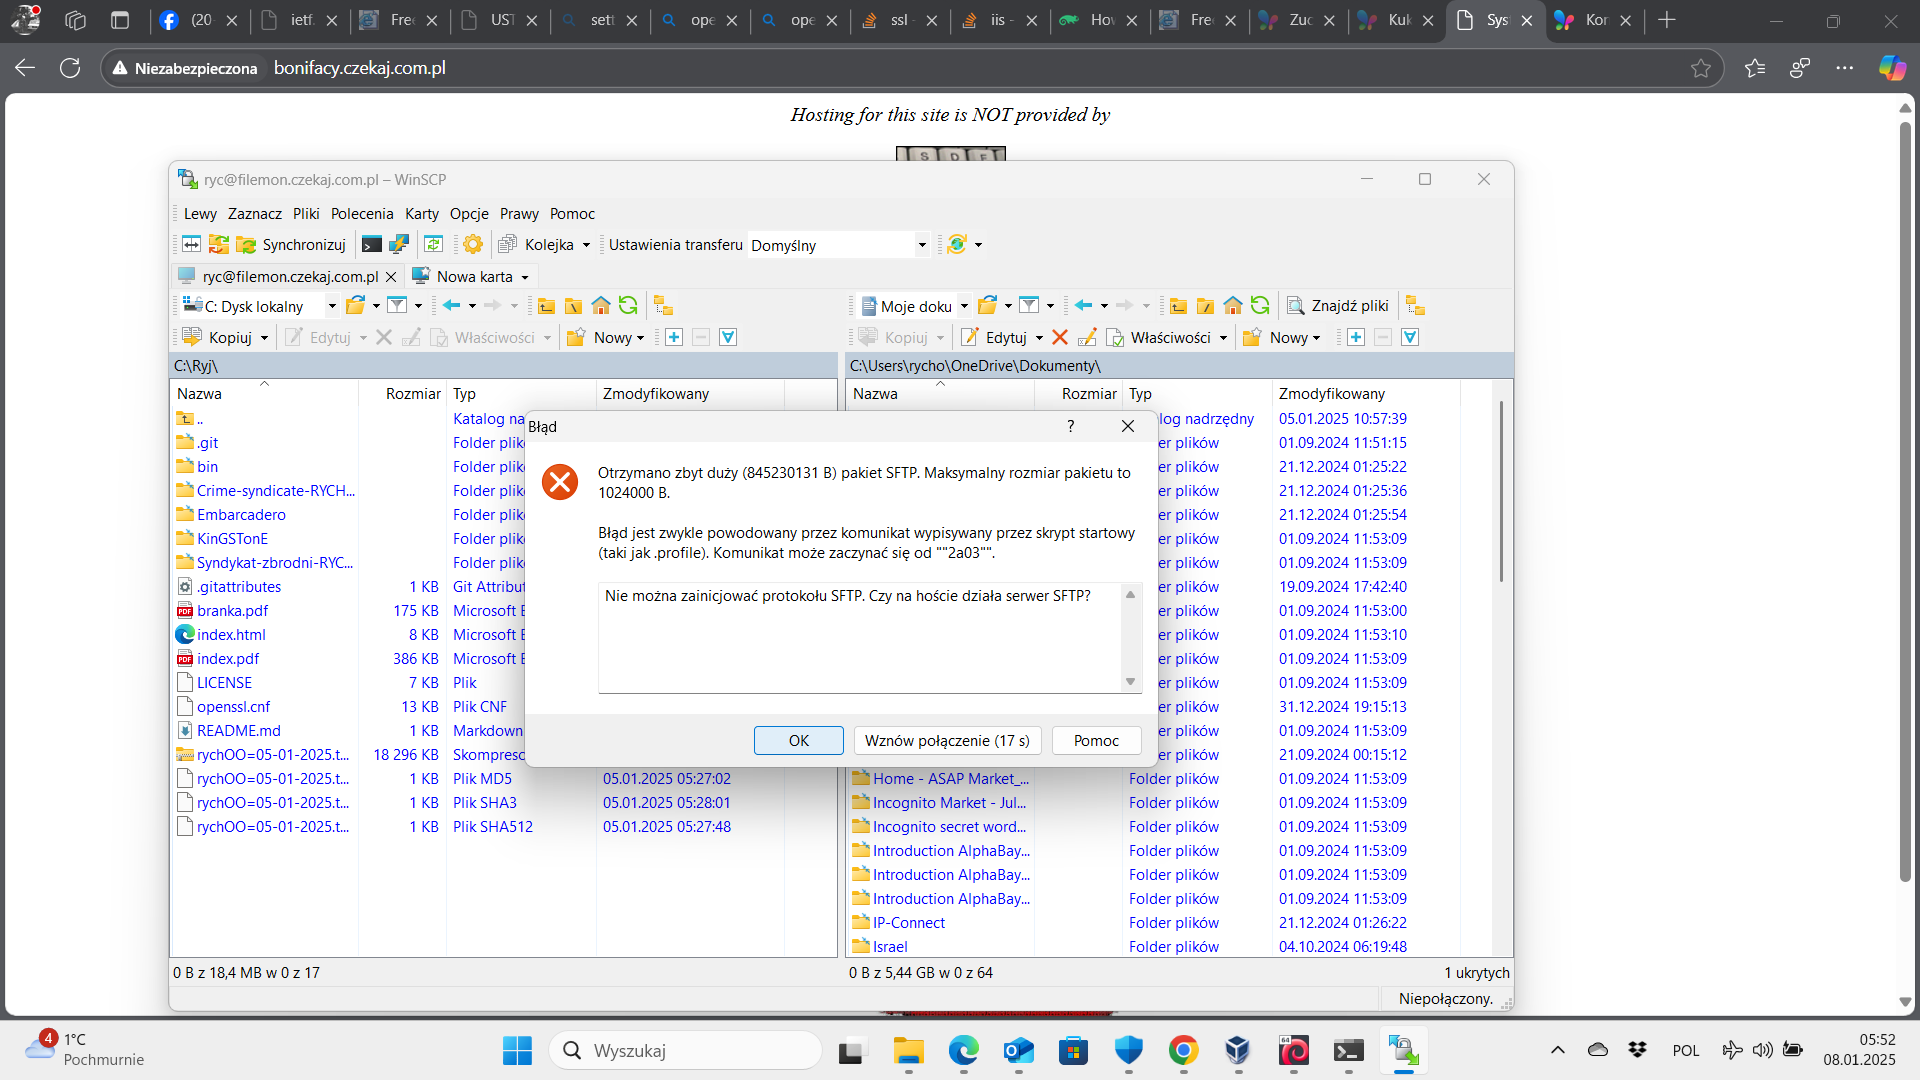 (20
ietf.
Free
UST
sett
ope
ope
ssl -
iis -
How
Free
Zuc
Kuk
Sys
Kor
Niezabezpieczona
bonifacy.czekaj.com.pl
Hosting for this site is NOT provided by
S D F
ryc@filemon.czekaj.com.pl – WinSCP
Lewy Zaznacz Pliki Polecenia Karty Opcje Prawy Pomoc
Synchronizuj
Kolejka
Ustawienia transferu Domyślny
ryc@filemon.czekaj.com.pl
Nowa karta
C: Dysk lokalny
Moje doku
Znajdź pliki
Kopiuj Edytuj Właściwości Nowy
Kopiuj Edytuj Właściwości Nowy
C:\Ryj\
C:\Users\rycho\OneDrive\Dokumenty\
Nazwa Rozmiar Typ Zmodyfikowany
Nazwa Rozmiar Typ Zmodyfikowany
.. Katalog na
log nadrzędny 05.01.2025 10:57:39
.git Folder plik
er plików 01.09.2024 11:51:15
bin Folder plik
er plików 21.12.2024 01:25:22
Crime-syndicate-RYCH... Folder plik
er plików 21.12.2024 01:25:36
Embarcadero Folder plik
er plików 21.12.2024 01:25:54
KinGSTonE Folder plik
er plików 01.09.2024 11:53:09
Syndykat-zbrodni-RYC... Folder plik
er plików 01.09.2024 11:53:09
.gitattributes 1 KB Git Attribut
er plików 19.09.2024 17:42:40
branka.pdf 175 KB Microsoft E
er plików 01.09.2024 11:53:00
index.html 8 KB Microsoft E
er plików 01.09.2024 11:53:10
index.pdf 386 KB Microsoft E
er plików 01.09.2024 11:53:09
LICENSE 7 KB Plik
er plików 01.09.2024 11:53:09
openssl.cnf 13 KB Plik CNF
er plików 31.12.2024 19:15:13
README.md 1 KB Markdown
er plików 01.09.2024 11:53:09
rychOO=05-01-2025.t... 18 296 KB Skompresc
er plików 21.09.2024 00:15:12
rychOO=05-01-2025.t... 1 KB Plik MD5 05.01.2025 05:27:02
Home - ASAP Market_... Folder plików 01.09.2024 11:53:09
rychOO=05-01-2025.t... 1 KB Plik SHA3 05.01.2025 05:28:01
Incognito Market - Jul... Folder plików 01.09.2024 11:53:09
rychOO=05-01-2025.t... 1 KB Plik SHA512 05.01.2025 05:27:48
Incognito secret word... Folder plików 01.09.2024 11:53:09
Introduction AlphaBay... Folder plików 01.09.2024 11:53:09
Introduction AlphaBay... Folder plików 01.09.2024 11:53:09
Introduction AlphaBay... Folder plików 01.09.2024 11:53:09
IP-Connect Folder plików 21.12.2024 01:26:22
Israel Folder plików 04.10.2024 06:19:48
Błąd
?
Otrzymano zbyt duży (845230131 B) pakiet SFTP. Maksymalny rozmiar pakietu to
1024000 B.
Błąd jest zwykle powodowany przez komunikat wypisywany przez skrypt startowy
(taki jak .profile). Komunikat może zaczynać się od ""2a03"".
Nie można zainicjować protokołu SFTP. Czy na hoście działa serwer SFTP?
OK
Wznów połączenie (17 s)
Pomoc
0 B z 18,4 MB w 0 z 17
0 B z 5,44 GB w 0 z 64
1 ukrytych
Niepołączony.
4
1°C
Pochmurnie
Wyszukaj
64
POL
05:52
08.01.2025